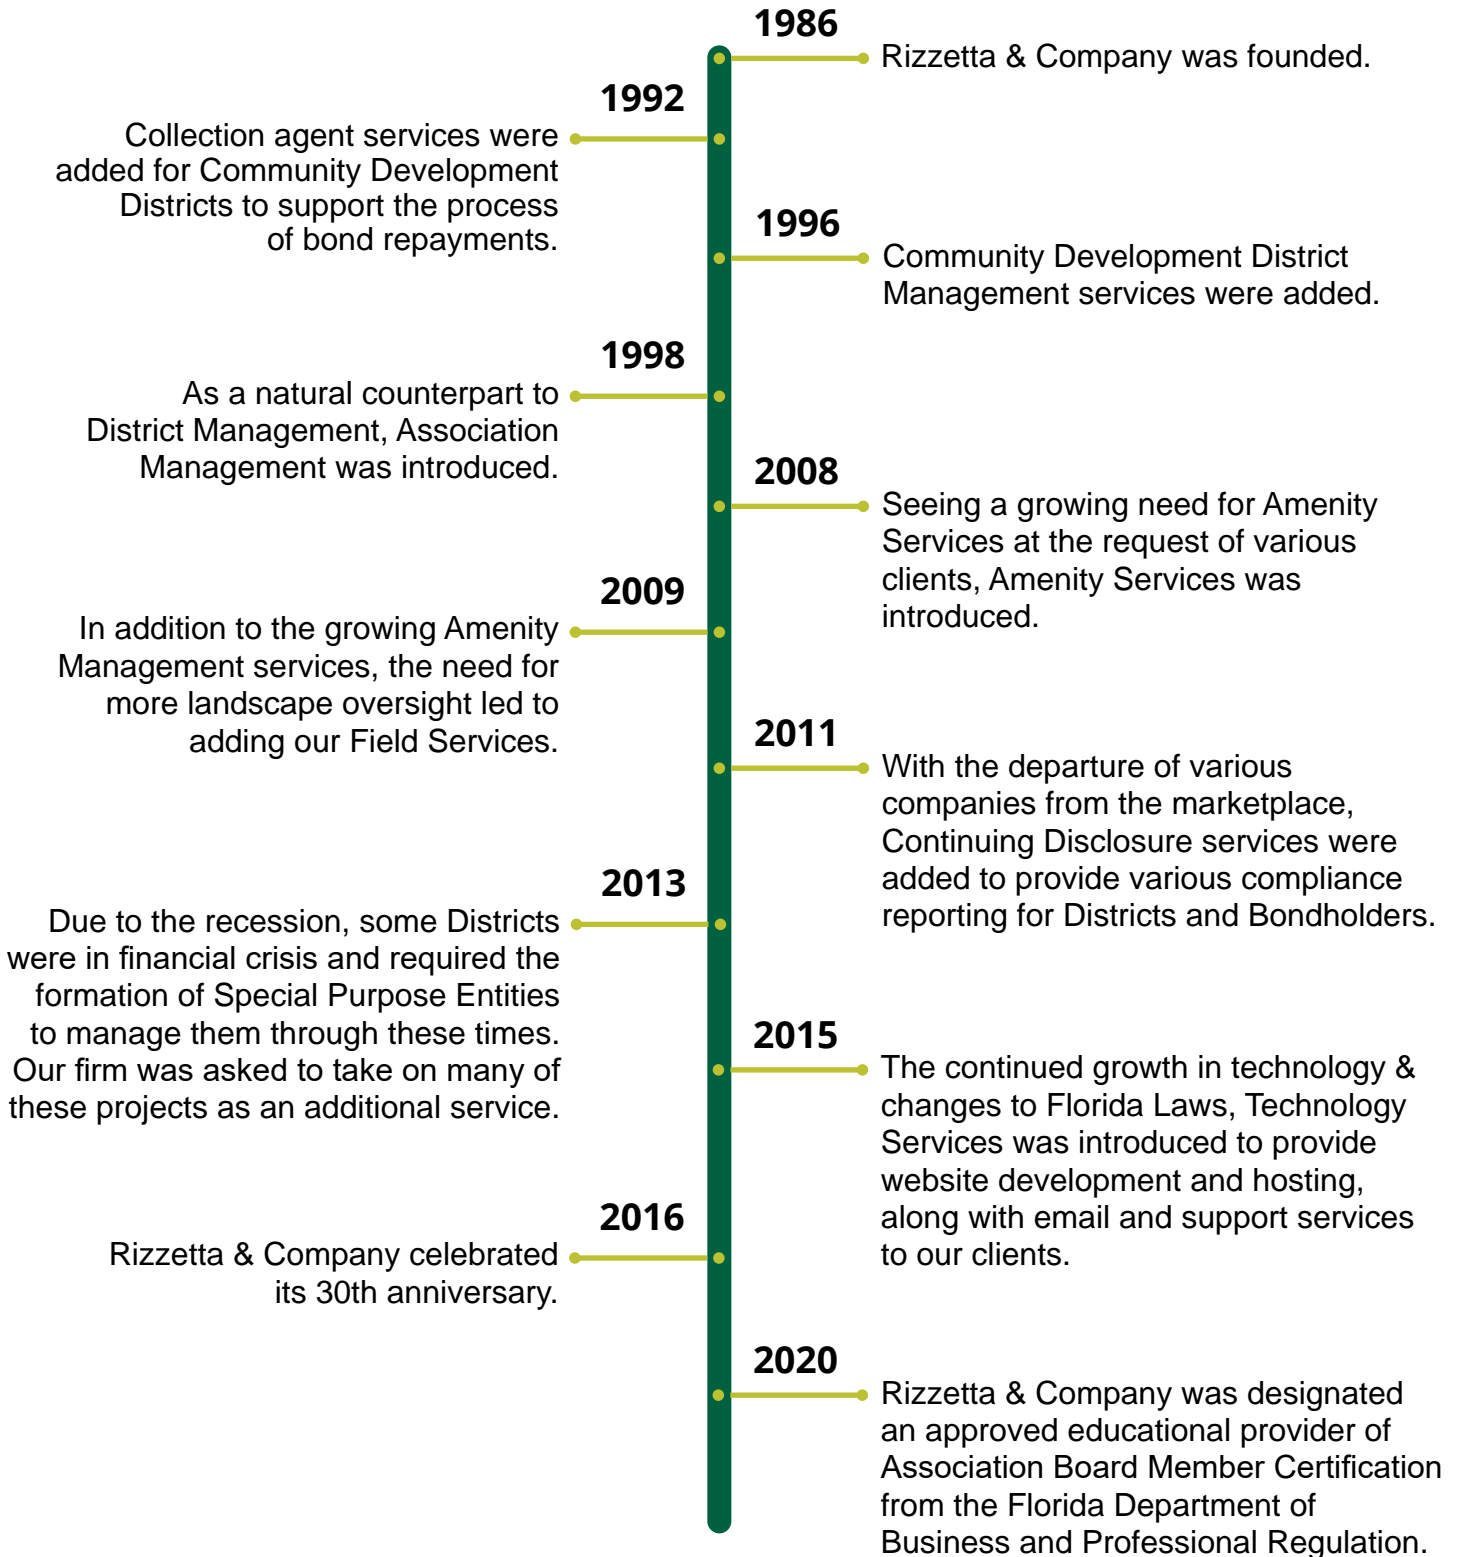 1986
Rizzetta & Company was founded.
1992
Collection agent services were
added for Community Development
Districts to support the process
of bond repayments.
1996
Community Development District
Management services were added.
1998
As a natural counterpart to
District Management, Association
Management was introduced.
2008
Seeing a growing need for Amenity
Services at the request of various
clients, Amenity Services was
introduced.
2009
In addition to the growing Amenity
Management services, the need for
more landscape oversight led to
adding our Field Services.
2011
With the departure of various
companies from the marketplace,
Continuing Disclosure services were
added to provide various compliance
reporting for Districts and Bondholders.
2013
Due to the recession, some Districts
were in financial crisis and required the
formation of Special Purpose Entities
to manage them through these times.
Our firm was asked to take on many of
these projects as an additional service.
2015
The continued growth in technology &
changes to Florida Laws, Technology
Services was introduced to provide
website development and hosting,
along with email and support services
to our clients.
2016
Rizzetta & Company celebrated
its 30th anniversary.
2020
Rizzetta & Company was designated
an approved educational provider of
Association Board Member Certification
from the Florida Department of
Business and Professional Regulation.